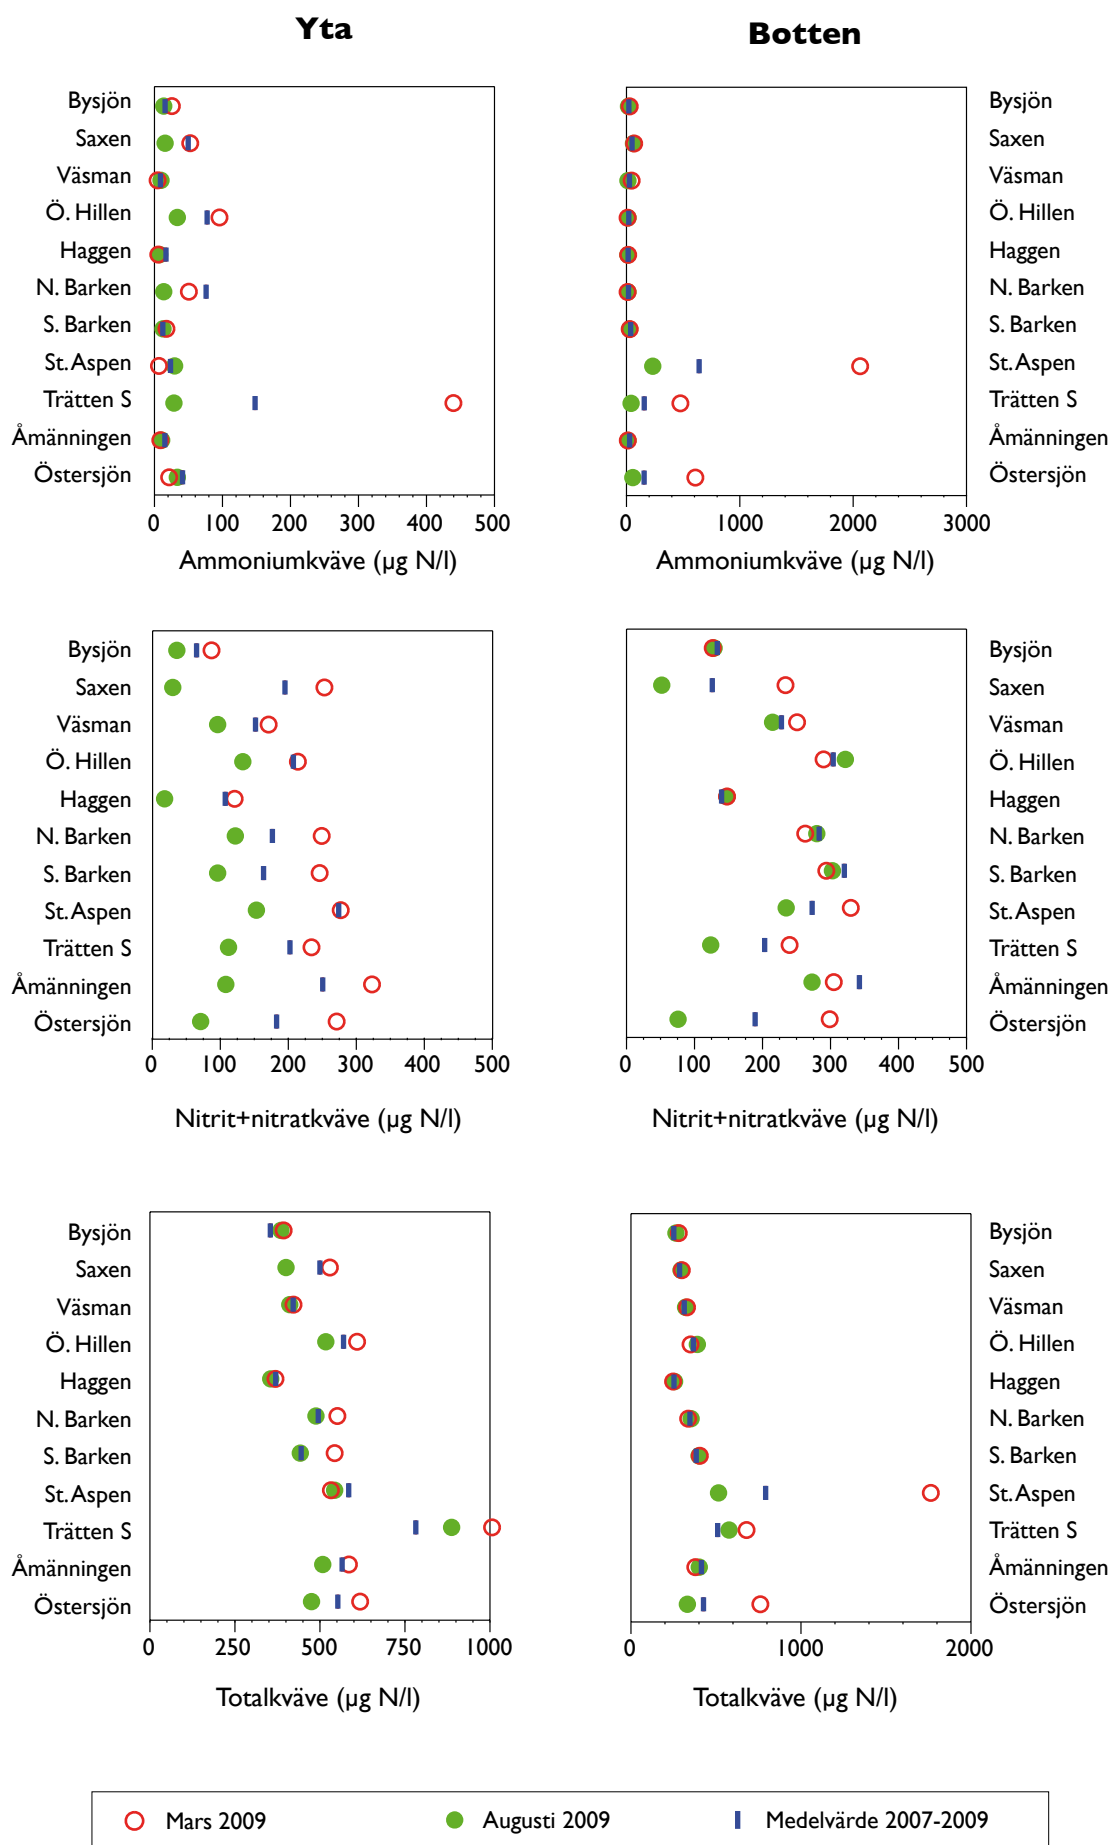 Yta
Botten
Bysjön
Saxen
Väsman
Ö. Hillen
Haggen
N. Barken
S. Barken
St. Aspen
Trätten S
Åmänningen
Östersjön
0 100 200 300 400 500
Ammoniumkväve (µg N/l)
Bysjön
Saxen
Väsman
Ö. Hillen
Haggen
N. Barken
S. Barken
St. Aspen
Trätten S
Åmänningen
Östersjön
0 1000 2000 3000
Ammoniumkväve (µg N/l)
Bysjön
Saxen
Väsman
Ö. Hillen
Haggen
N. Barken
S. Barken
St. Aspen
Trätten S
Åmänningen
Östersjön
0 100 200 300 400 500
Nitrit+nitratkväve (µg N/l)
Bysjön
Saxen
Väsman
Ö. Hillen
Haggen
N. Barken
S. Barken
St. Aspen
Trätten S
Åmänningen
Östersjön
0 100 200 300 400 500
Nitrit+nitratkväve (µg N/l)
Bysjön
Saxen
Väsman
Ö. Hillen
Haggen
N. Barken
S. Barken
St. Aspen
Trätten S
Åmänningen
Östersjön
0 250 500 750 1000
Totalkväve (µg N/l)
Bysjön
Saxen
Väsman
Ö. Hillen
Haggen
N. Barken
S. Barken
St. Aspen
Trätten S
Åmänningen
Östersjön
0 1000 2000
Totalkväve (µg N/l)
Mars 2009 Augusti 2009 Medelvärde 2007-2009